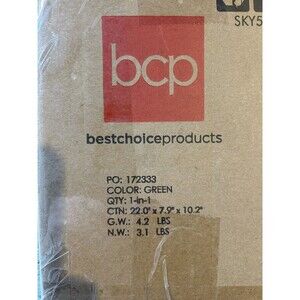 SKY5
bcp
bestchoiceproducts
PO: 172333
COLOR: GREEN
QTY: 1-in-1
CTN: 22.0" x 7.9" x 10.2"
G.W.: 4.2 LBS
N.W.: 3.1 LBS